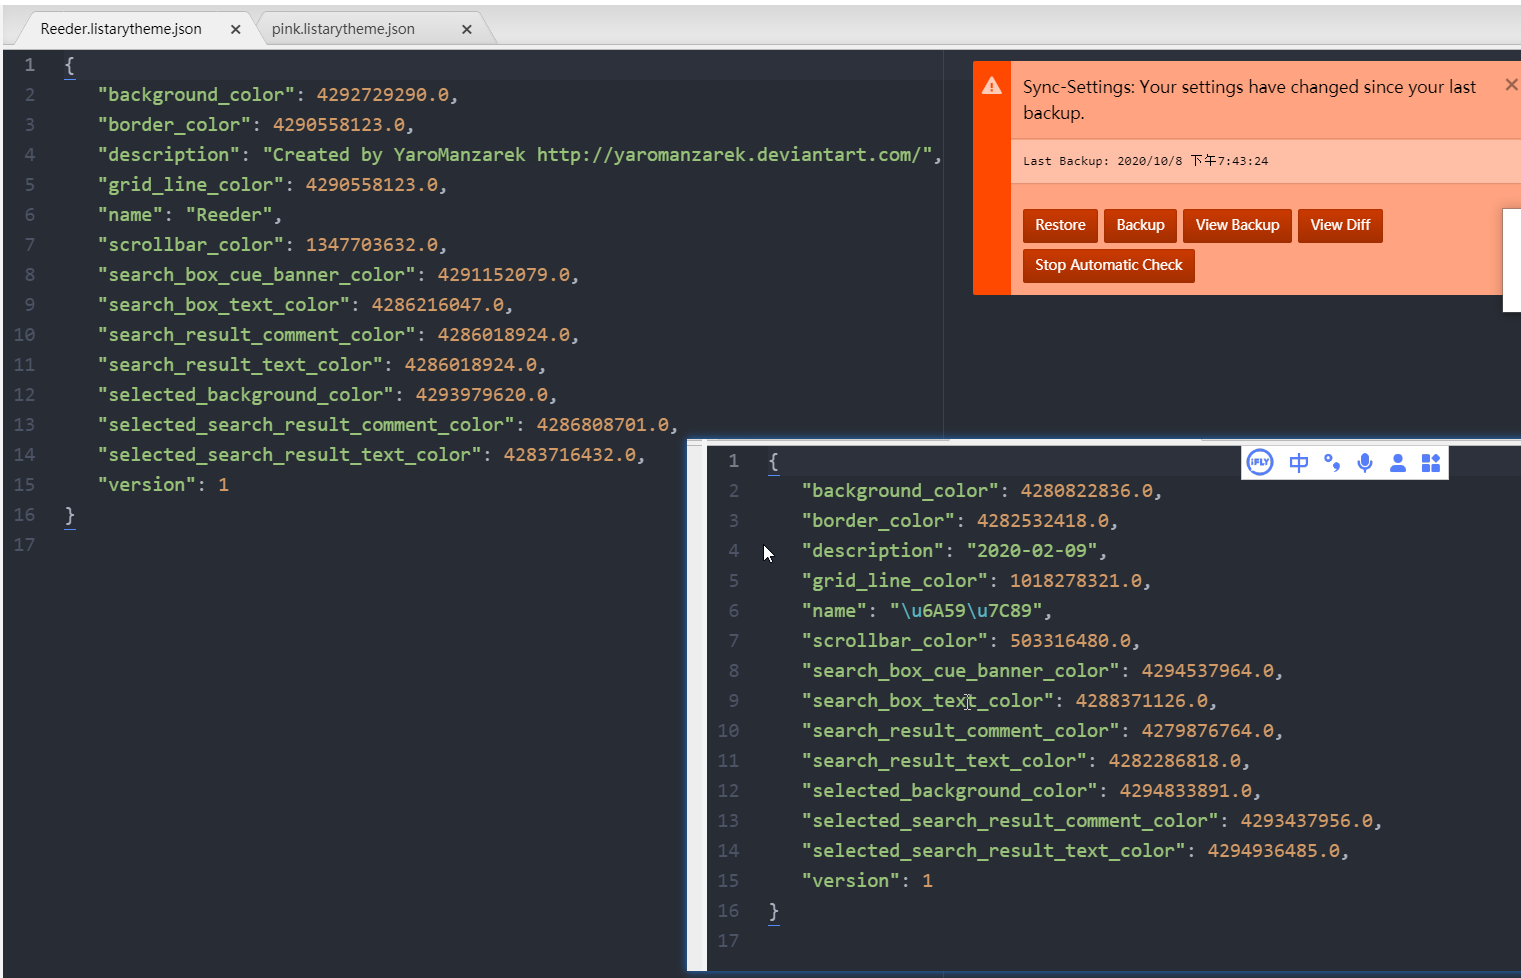 Reeder.listarytheme.json
pink.listarytheme.json
1 {
2 "background_color": 4292729290.0,
3 "border_color": 4290558123.0,
4 "description": "Created by YaroManzarek http://yaromanzarek.deviantart.com/",
5 "grid_line_color": 4290558123.0,
6 "name": "Reeder",
7 "scrollbar_color": 1347703632.0,
8 "search_box_cue_banner_color": 4291152079.0,
9 "search_box_text_color": 4286216047.0,
10 "search_result_comment_color": 4286018924.0,
11 "search_result_text_color": 4286018924.0,
12 "selected_background_color": 4293979620.0,
13 "selected_search_result_comment_color": 4286808701.0,
14 "selected_search_result_text_color": 4283716432.0,
15 "version": 1
16 }
17
Sync-Settings: Your settings have changed since your last
backup.
Last Backup: 2020/10/8 下午7:43:24
Restore
Backup
View Backup
View Diff
Stop Automatic Check
iFLY 中
1 {
2 "background_color": 4280822836.0,
3 "border_color": 4282532418.0,
4 "description": "2020-02-09",
5 "grid_line_color": 1018278321.0,
6 "name": "\u6A59\u7C89",
7 "scrollbar_color": 503316480.0,
8 "search_box_cue_banner_color": 4294537964.0,
9 "search_box_text_color": 4288371126.0,
10 "search_result_comment_color": 4279876764.0,
11 "search_result_text_color": 4282286818.0,
12 "selected_background_color": 4294833891.0,
13 "selected_search_result_comment_color": 4293437956.0,
14 "selected_search_result_text_color": 4294936485.0,
15 "version": 1
16 }
17